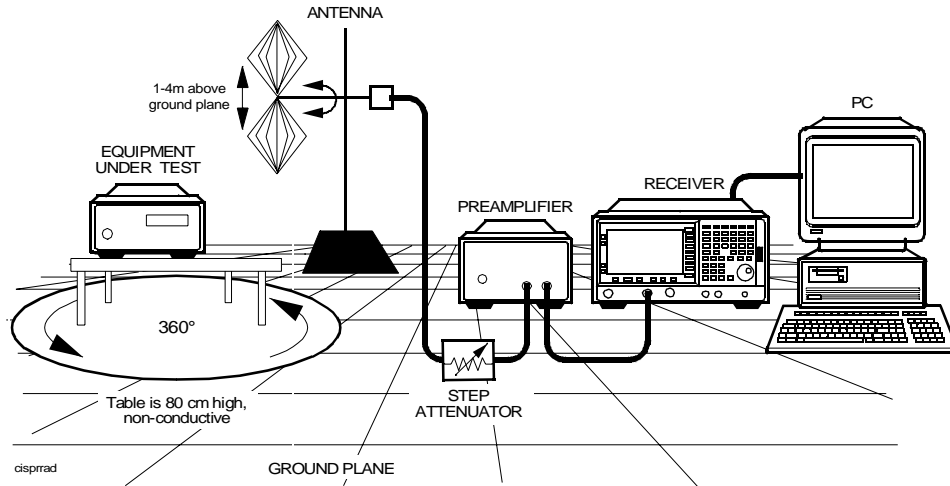 ANTENNA
1-4m above
ground plane
PC
EQUIPMENT
UNDER TEST
RECEIVER
PREAMPLIFIER
360°
STEP
ATTENUATOR
Table is 80 cm high,
non-conductive
cisprrad
GROUND PLANE